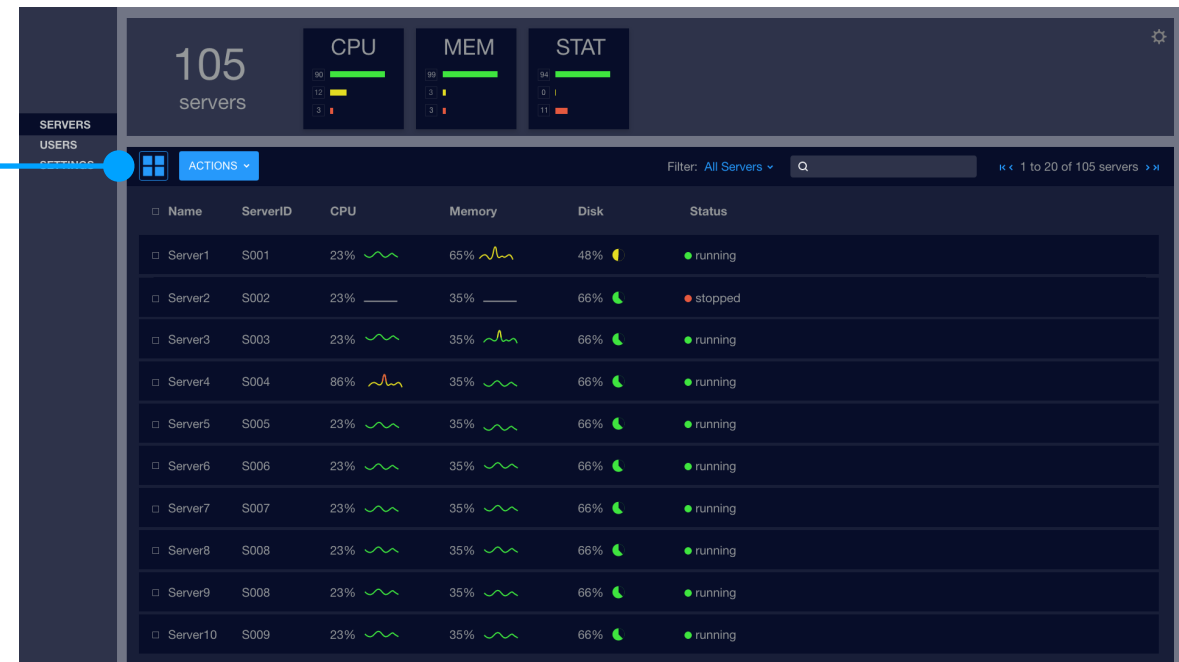 105
servers
CPU
90
12
3
MEM
99
3
3
STAT
94
0
11
SERVERS
USERS
SETTINGS
ACTIONS
Filter: All Servers
1 to 20 of 105 servers
Name ServerID CPU Memory Disk Status
Server1 S001 23% 65% 48% running
Server2 S002 23% 35% 66% stopped
Server3 S003 23% 35% 66% running
Server4 S004 86% 35% 66% running
Server5 S005 23% 35% 66% running
Server6 S006 23% 35% 66% running
Server7 S007 23% 35% 66% running
Server8 S008 23% 35% 66% running
Server9 S008 23% 35% 66% running
Server10 S009 23% 35% 66% running